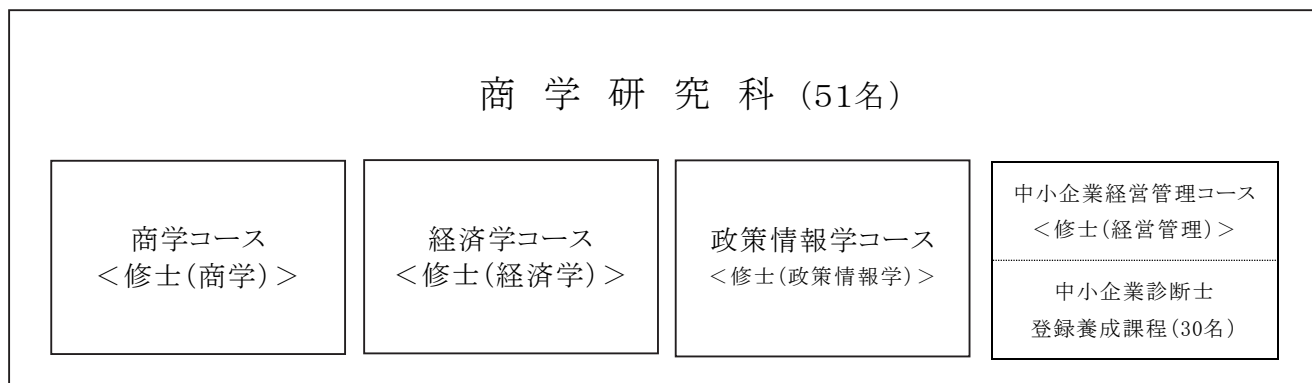 商学研究科（51名）
商学コース
＜修士（商学）＞
経済学コース
＜修士（経済学）＞
政策情報学コース
＜修士（政策情報学）＞
中小企業経営管理コース
＜修士（経営管理）＞
中小企業診断士
登録養成課程（30名）